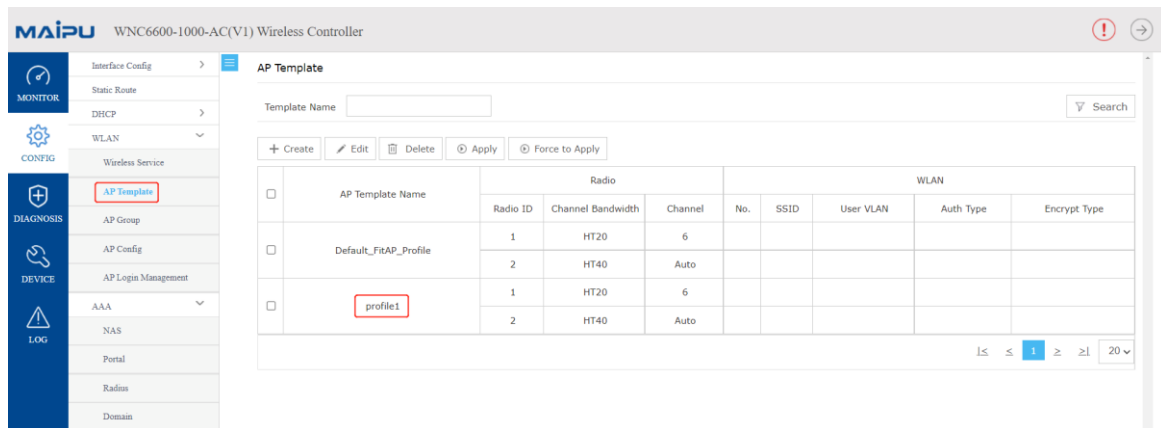 MAIPU WNC6600-1000-AC(V1) Wireless Controller
MONITOR
CONFIG
DIAGNOSIS
DEVICE
LOG
Interface Config
Static Route
DHCP
WLAN
Wireless Service
AP Template
AP Group
AP Config
AP Login Management
AAA
NAS
Portal
Radius
Domain
AP Template
Template Name Search
Create Edit Delete Apply Force to Apply
AP Template Name Radio WLAN
Radio ID Channel Bandwidth Channel No. SSID User VLAN Auth Type Encrypt Type
Default_FitAP_Profile 1 HT20 6
2 HT40 Auto
profile1 1 HT20 6
2 HT40 Auto
1 20